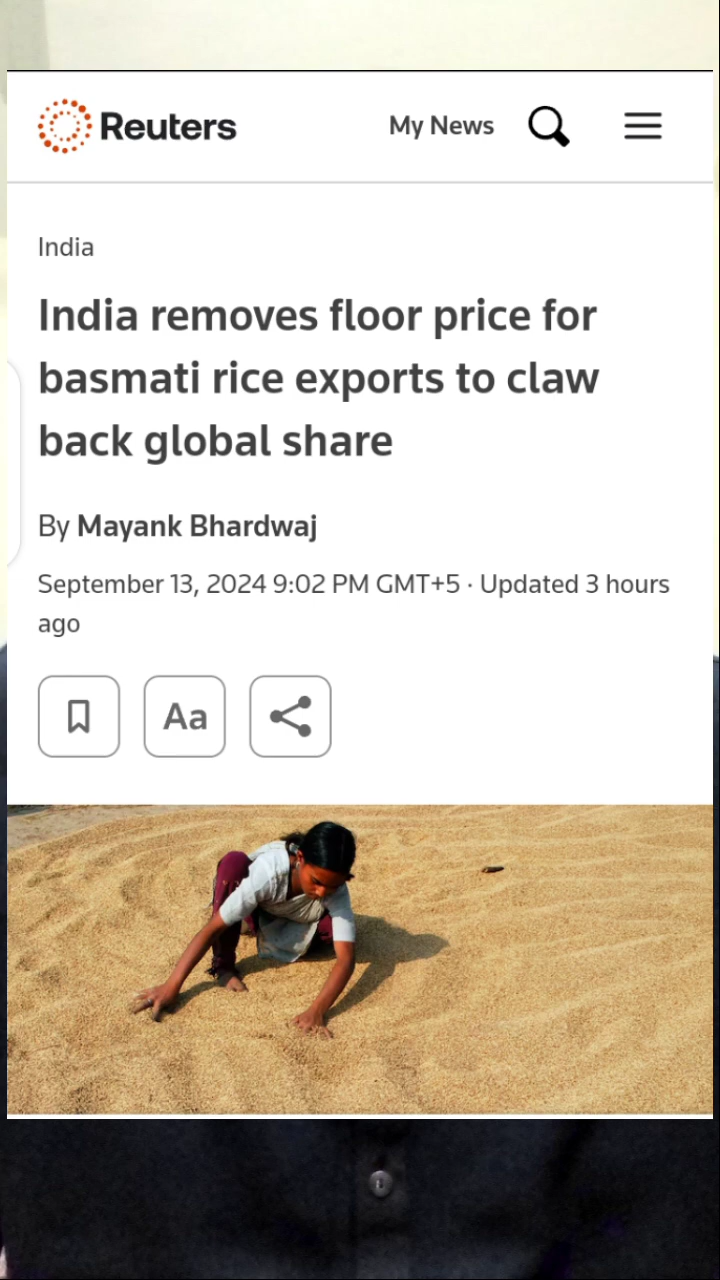 Reuters
My News
India
India removes floor price for
basmati rice exports to claw
back global share
By Mayank Bhardwaj
September 13, 2024 9:02 PM GMT+5 · Updated 3 hours
ago
Aa